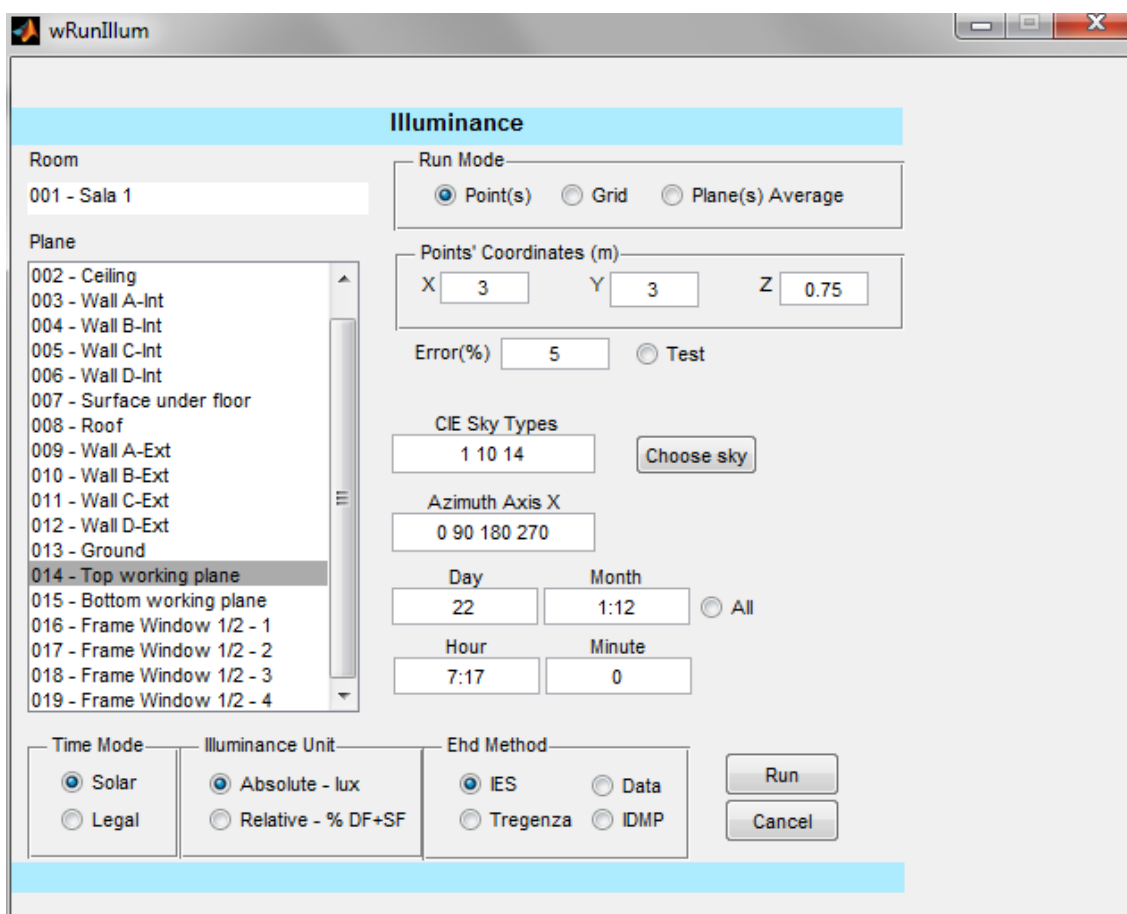 wRunIllum
Illuminance
Room
001 - Sala 1
Plane
002 - Ceiling
003 - Wall A-Int
004 - Wall B-Int
005 - Wall C-Int
006 - Wall D-Int
007 - Surface under floor
008 - Roof
009 - Wall A-Ext
010 - Wall B-Ext
011 - Wall C-Ext
012 - Wall D-Ext
013 - Ground
014 - Top working plane
015 - Bottom working plane
016 - Frame Window 1/2 - 1
017 - Frame Window 1/2 - 2
018 - Frame Window 1/2 - 3
019 - Frame Window 1/2 - 4
Run Mode
Point(s) Grid Plane(s) Average
Points' Coordinates (m)
X 3 Y 3 Z 0.75
Error(%) 5 Test
CIE Sky Types
1 10 14 Choose sky
Azimuth Axis X
0 90 180 270
Day Month
22 1:12 All
Hour Minute
7:17 0
Time Mode
Solar
Legal
Illuminance Unit
Absolute - lux
Relative - % DF+SF
Ehd Method
IES Data
Tregenza IDMP
Run
Cancel